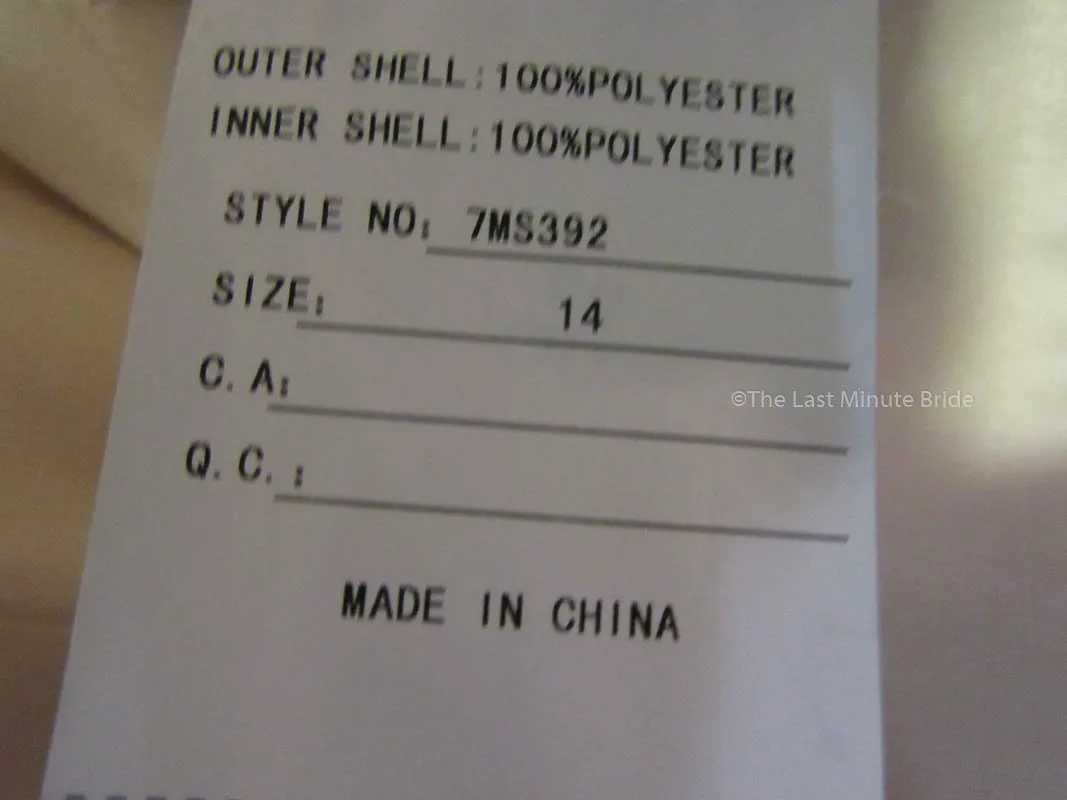 OUTER SHELL:100%POLYESTER
INNER SHELL:100%POLYESTER
STYLE NO: 7MS392
SIZE: 14
C. A:
©The Last Minute Bride
Q. C. :
MADE IN CHINA